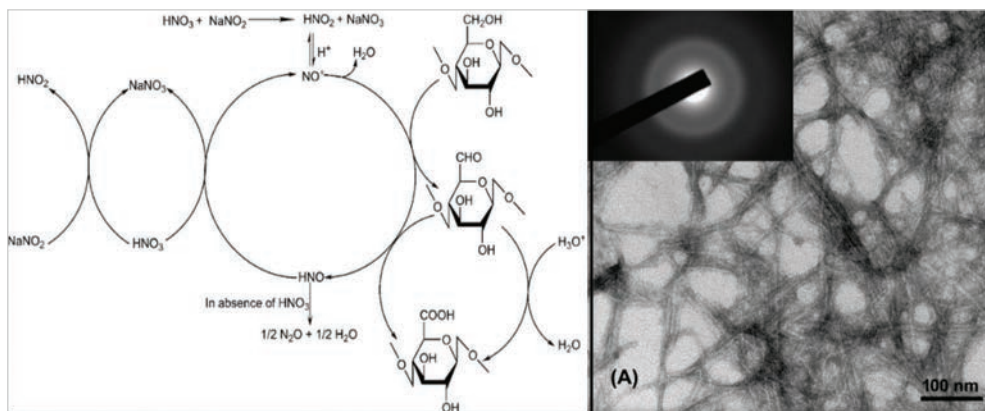 HNO₃ + NaNO₂ HNO₂ + NaNO₃
H⁺
H₂O
NO⁺
CH₂OH
O
OH
O
O
OH
HNO₂
NaNO₃
CHO
O
OH
O
O
OH
NaNO₂
HNO₃
H₃O⁺
HNO
In absence of HNO₃
1/2 N₂O + 1/2 H₂O
COOH
O
OH
O
O
OH
H₂O
(A)
100 nm